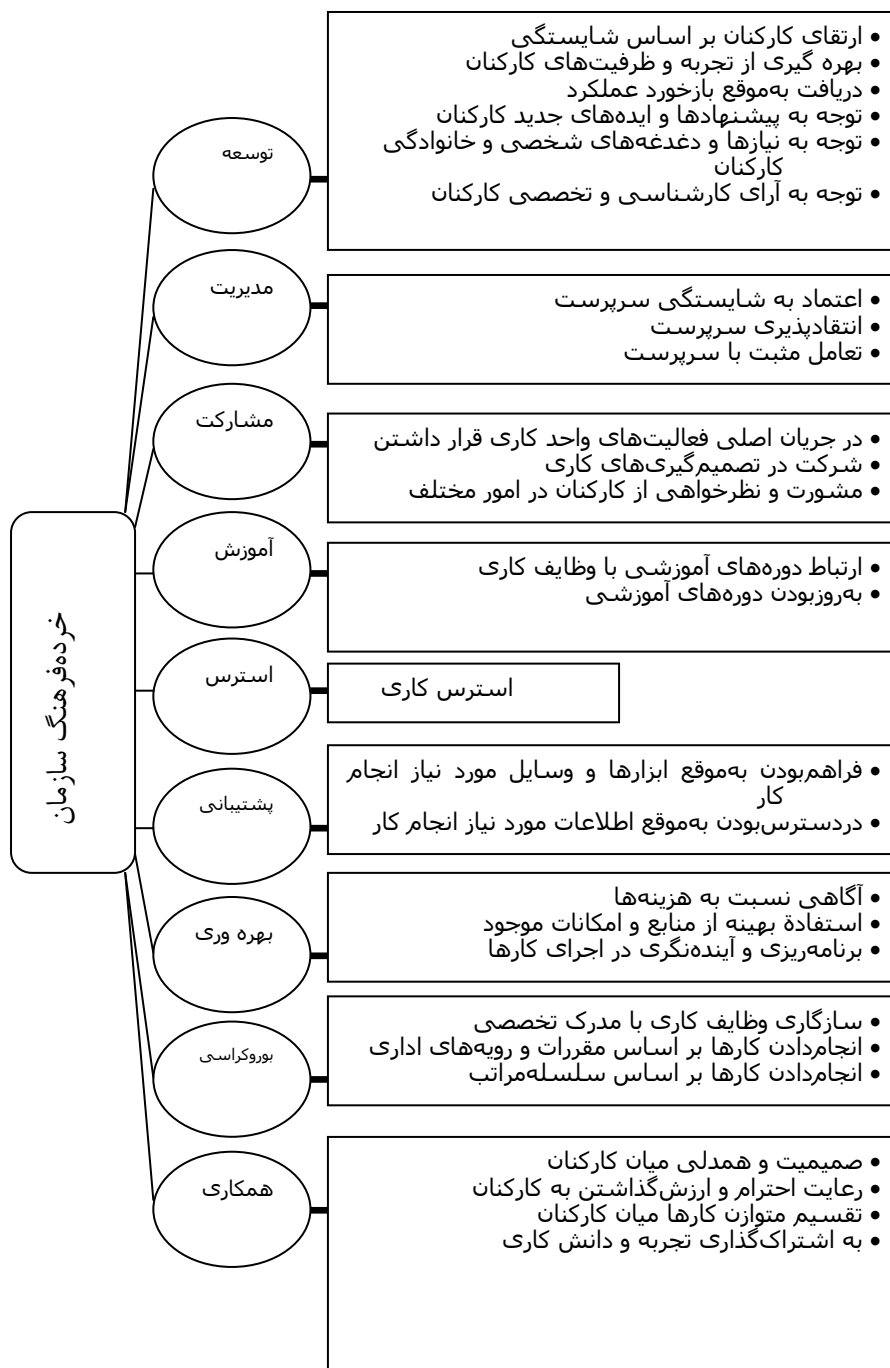 خرده‌فرهنگ سازمان
توسعه
• ارتقای کارکنان بر اساس شایستگی
• بهره گیری از تجربه و ظرفیت‌های کارکنان
• دریافت به‌موقع بازخورد عملکرد
• توجه به پیشنهادها و ایده‌های جدید کارکنان
• توجه به نیازها و دغدغه‌های شخصی و خانوادگی
کارکنان
• توجه به آرای کارشناسی و تخصصی کارکنان
مدیریت
• اعتماد به شایستگی سرپرست
• انتقادپذیری سرپرست
• تعامل مثبت با سرپرست
مشارکت
• در جریان اصلی فعالیت‌های واحد کاری قرار داشتن
• شرکت در تصمیم‌گیری‌های کاری
• مشورت و نظرخواهی از کارکنان در امور مختلف
آموزش
• ارتباط دوره‌های آموزشی با وظایف کاری
• به‌روزبودن دوره‌های آموزشی
استرس
استرس کاری
پشتیبانی
• فراهم‌بودن به‌موقع ابزارها و وسایل مورد نیاز انجام
کار
• دردسترس‌بودن به‌موقع اطلاعات مورد نیاز انجام کار
بهره وری
• آگاهی نسبت به هزینه‌ها
• استفادة بهینه از منابع و امکانات موجود
• برنامه‌ریزی و آینده‌نگری در اجرای کارها
بوروکراسی
• سازگاری وظایف کاری با مدرک تخصصی
• انجام‌دادن کارها بر اساس مقررات و رویه‌های اداری
• انجام‌دادن کارها بر اساس سلسله‌مراتب
همکاری
• صمیمیت و همدلی میان کارکنان
• رعایت احترام و ارزش‌گذاشتن به کارکنان
• تقسیم متوازن کارها میان کارکنان
• به اشتراک‌گذاری تجربه و دانش کاری